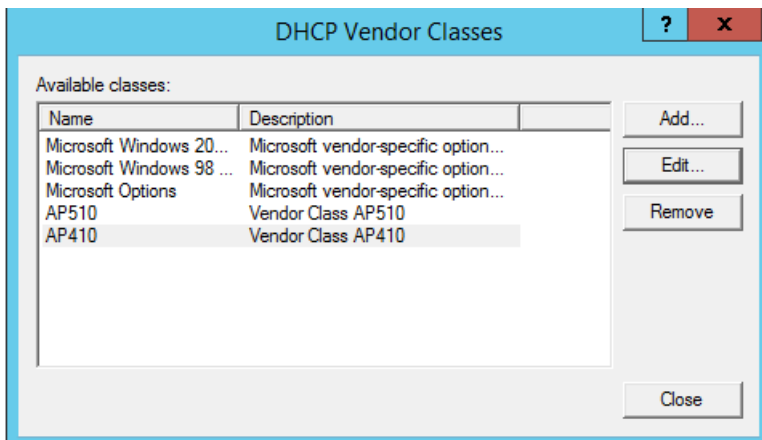 DHCP Vendor Classes
?
x
Available classes:
Name Description
Add...
Microsoft Windows 20... Microsoft vendor-specific option...
Microsoft Windows 98 ... Microsoft vendor-specific option...
Edit...
Microsoft Options Microsoft vendor-specific option...
AP510 Vendor Class AP510
Remove
AP410 Vendor Class AP410
Close